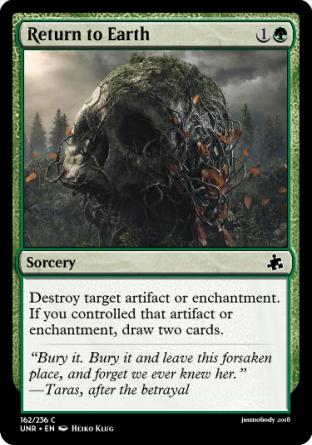 Return to Earth 1
Sorcery
Destroy target artifact or enchantment.
If you controlled that artifact or
enchantment, draw two cards.
“Bury it. Bury it and leave this forsaken
place, and forget we ever knew her.”
—Taras, after the betrayal
162/236 C
UNR • EN Heiko Klug
justnobody 2018